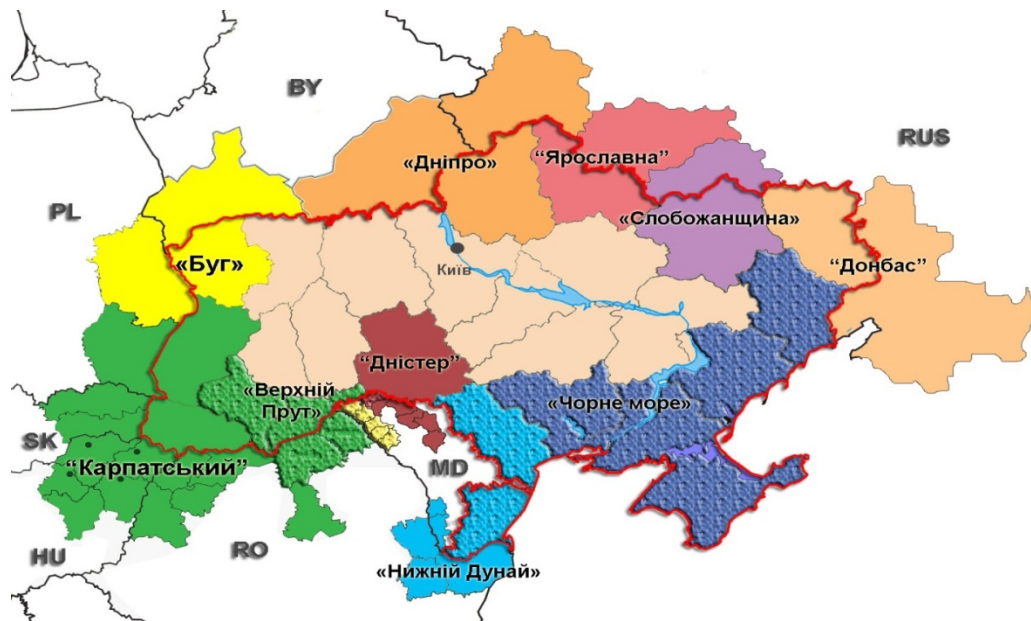 BY
RUS
«Дніпро»
“Ярославна”
PL
«Слобожанщина»
«Буг»
Київ
“Донбас”
“Дністер”
«Верхній
Прут»
«Чорне море»
SK
“Карпатський”
MD
HU
RO
«Нижній Дунай»